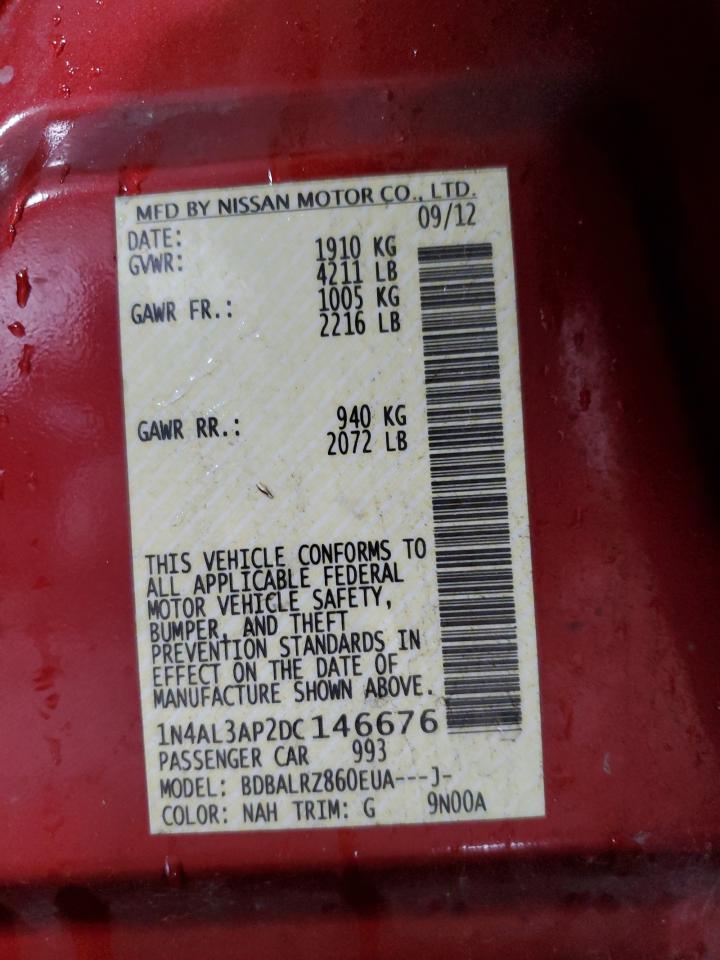 MFD BY NISSAN MOTOR CO., LTD.
DATE: 09/12
GVWR: 1910 KG
4211 LB
GAWR FR.: 1005 KG
2216 LB
GAWR RR.: 940 KG
2072 LB
THIS VEHICLE CONFORMS TO
ALL APPLICABLE FEDERAL
MOTOR VEHICLE SAFETY,
BUMPER, AND THEFT
PREVENTION STANDARDS IN
EFFECT ON THE DATE OF
MANUFACTURE SHOWN ABOVE.
1N4AL3AP2DC146676
PASSENGER CAR 993
MODEL: BDBALRZ860EUA---J-
COLOR: NAH TRIM: G 9N00A